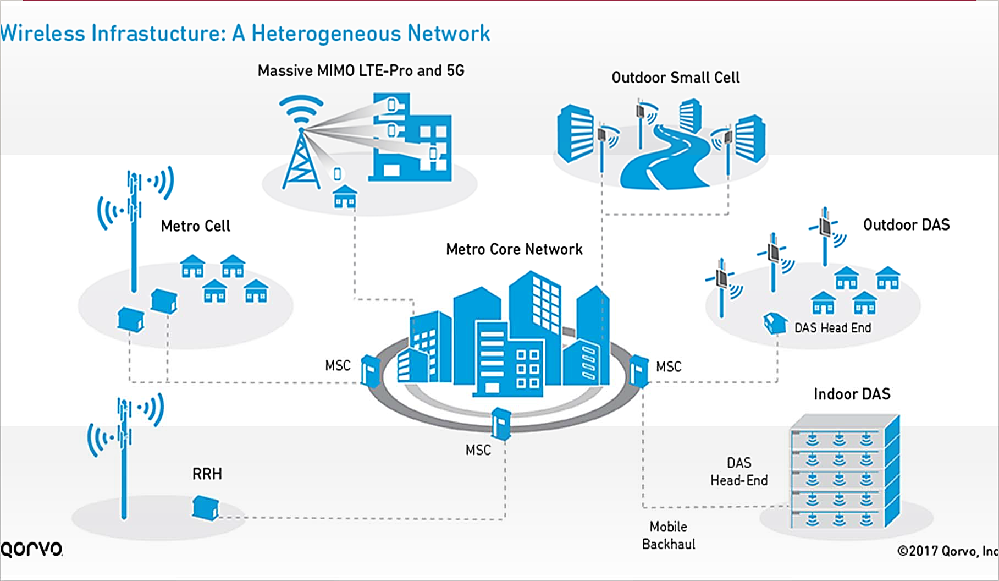 Wireless Infrastucture: A Heterogeneous Network
Massive MIMO LTE-Pro and 5G
Outdoor Small Cell
Metro Cell
Outdoor DAS
Metro Core Network
DAS Head End
MSC
MSC
Indoor DAS
MSC
DAS
Head-End
RRH
Mobile
Backhaul
QORVO
©2017 Qorvo, Inc